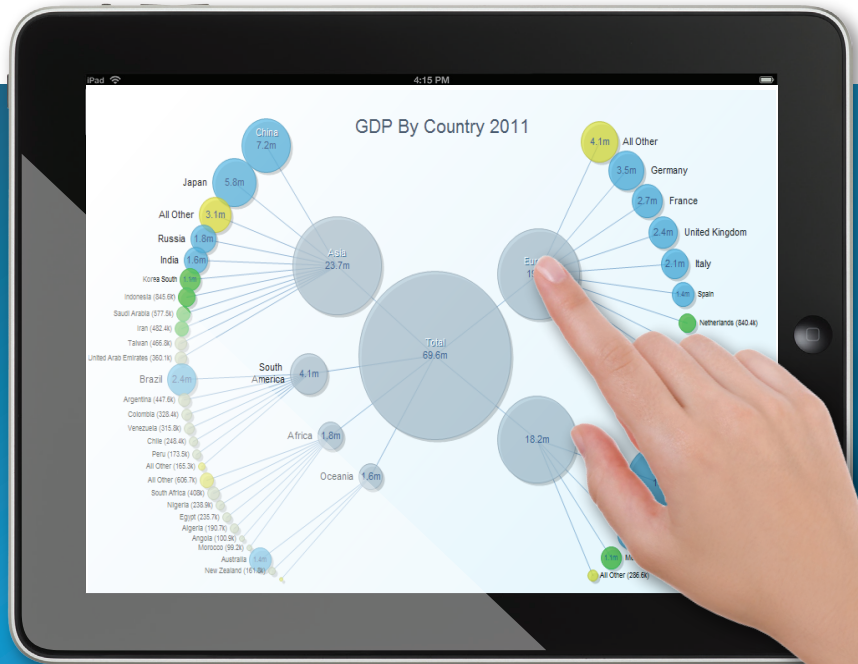 iPad
4:15 PM
GDP By Country 2011
China
7.2m
Japan
5.8m
All Other
3.1m
Russia
1.8m
India
1.6m
Korea South
1.1m
Indonesia (845.6k)
Saudi Arabia (577.6k)
Iran (482.4k)
Taiwan (466.8k)
United Arab Emirates (360.1k)
Asia
23.7m
Total
69.6m
South
America
4.1m
Brazil
2.4m
Argentina (447.6k)
Colombia (328.4k)
Venezuela (315.8k)
Chile (248.4k)
Peru (173.5k)
All Other (165.3k)
Africa
1.8m
All Other (606.7k)
South Africa (408k)
Nigeria (238.9k)
Egypt (235.7k)
Algeria (190.7k)
Angola (100.9k)
Morocco (99.2k)
Oceania
1.6m
Australia
1.4m
New Zealand (161.8k)
4.1m
All Other
3.5m
Germany
2.7m
France
2.4m
United Kingdom
2.1m
Italy
1.4m
Spain
Netherlands (840.4k)
18.2m
1.1m
All Other (286.6k)